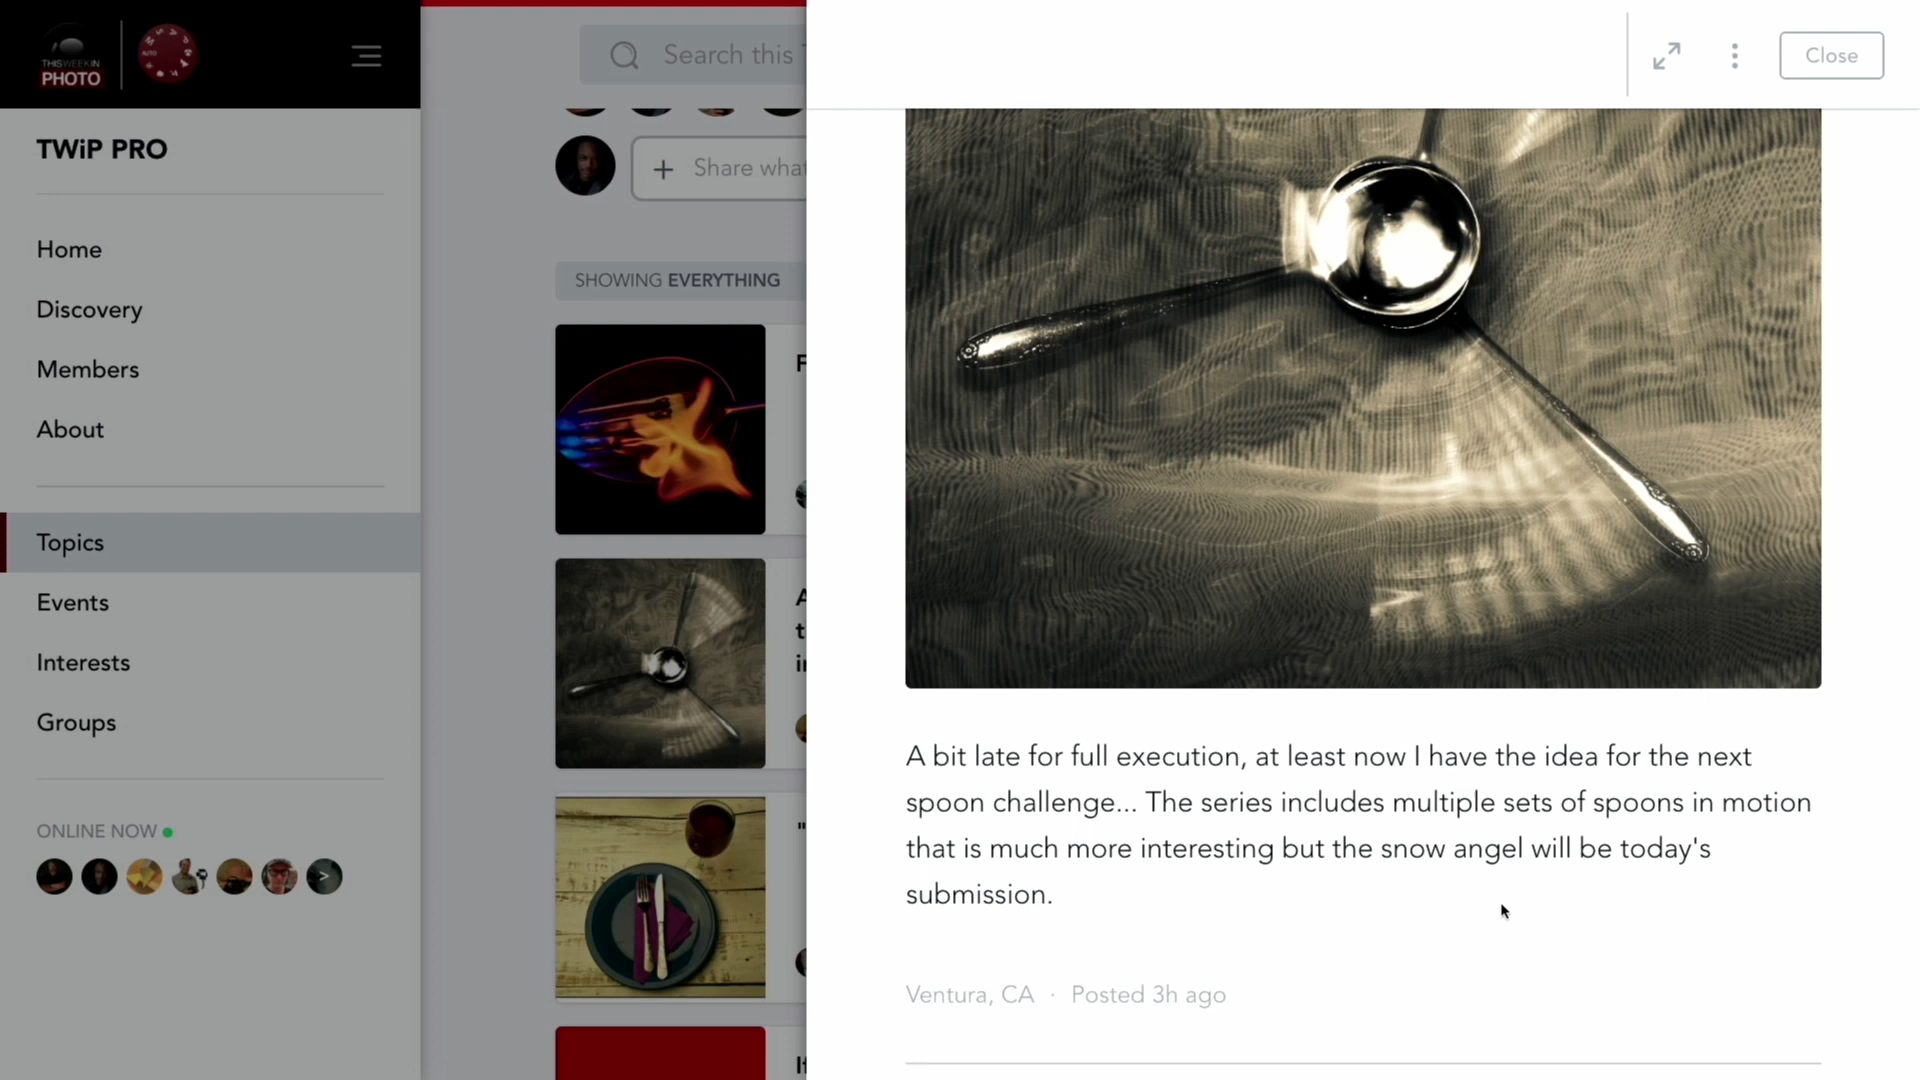 THIS WEEK IN
PHOTO
AUTO
TWiP PRO
Home
Discovery
Members
About
Topics
Events
Interests
Groups
ONLINE NOW
Search this
Share what
SHOWING EVERYTHING
Close
A bit late for full execution, at least now I have the idea for the next
spoon challenge... The series includes multiple sets of spoons in motion
that is much more interesting but the snow angel will be today's
submission.
Ventura, CA · Posted 3h ago